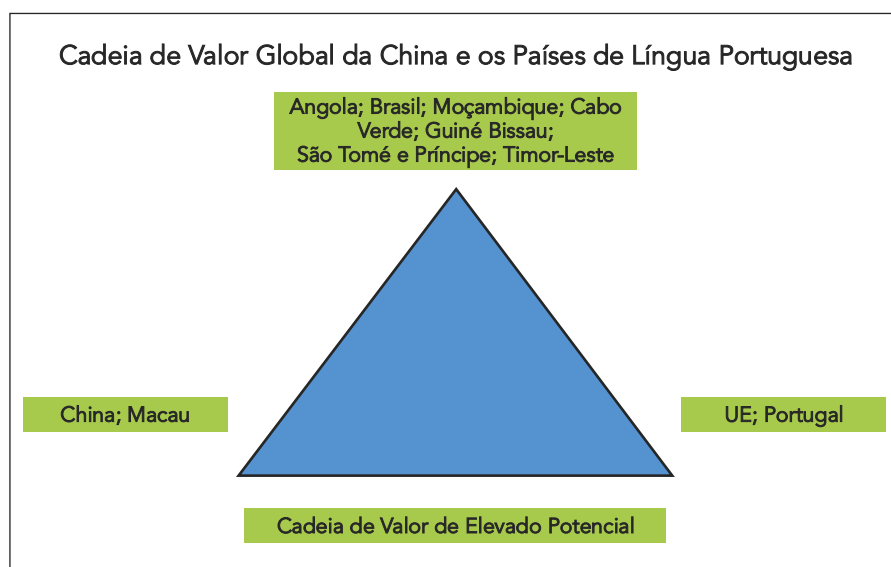 Cadeia de Valor Global da China e os Países de Língua Portuguesa
Angola; Brasil; Moçambique; Cabo
Verde; Guiné Bissau;
São Tomé e Príncipe; Timor-Leste
China; Macau
UE; Portugal
Cadeia de Valor de Elevado Potencial